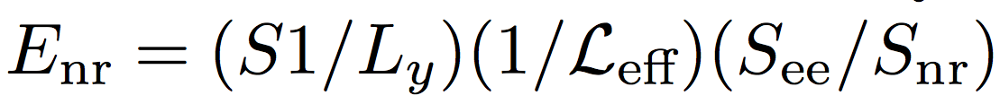 E_nr = (S1/L_y)(1/ℒ_eff)(S_ee/S_nr)